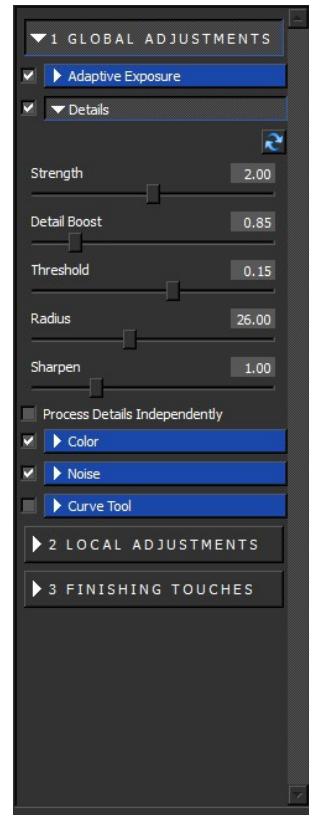 1 GLOBAL ADJUSTMENTS
Adaptive Exposure
Details
Strength 2.00
Detail Boost 0.85
Threshold 0.15
Radius 26.00
Sharpen 1.00
Process Details Independently
Color
Noise
Curve Tool
2 LOCAL ADJUSTMENTS
3 FINISHING TOUCHES